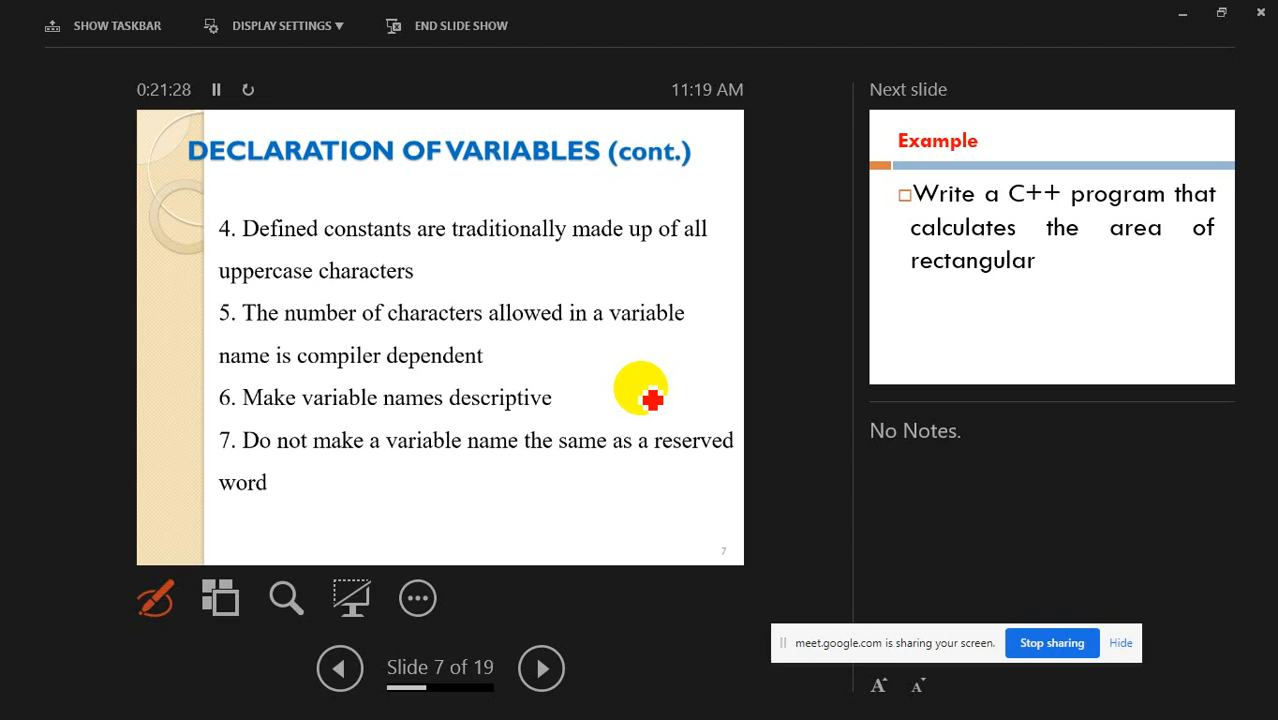 SHOW TASKBAR
DISPLAY SETTINGS ▼
END SLIDE SHOW
0:21:28
11:19 AM
DECLARATION OF VARIABLES (cont.)
4. Defined constants are traditionally made up of all
uppercase characters
5. The number of characters allowed in a variable
name is compiler dependent
6. Make variable names descriptive
7. Do not make a variable name the same as a reserved
word
7
Next slide
Example
Write a C++ program that
calculates the area of
rectangular
No Notes.
meet.google.com is sharing your screen.
Stop sharing
Hide
Slide 7 of 19
A A